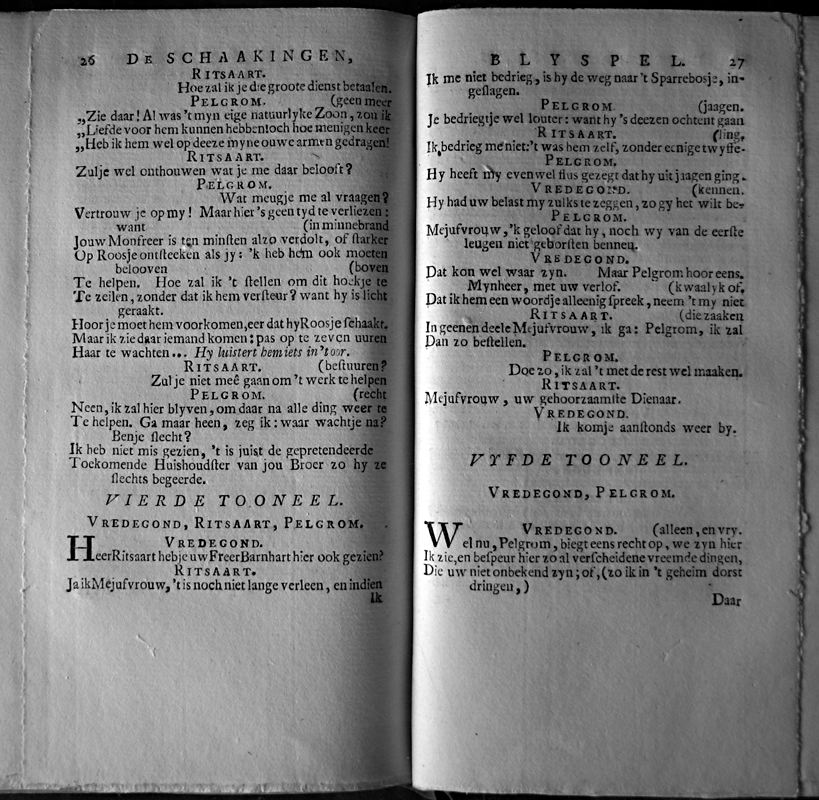 26 DE SCHAAKINGEN,
RITSAART.
Hoe zal ik je die groote dienst betaalen.
PELGROM. (geen meer
„Zie daar! Al was 't myn eige natuurlyke Zoon, zou ik
„Liefde voor hem kunnen hebben: och hoe menigen keer
„Heb ik hem wel op deeze myne ouwe armen gedragen!
RITSAART.
Zulje wel onthouwen wat je me daar belooft?
PELGROM.
Wat meugje me al vraagen?
Vertrouw je op my! Maar hier's geen tyd te verliezen:
want (in minnebrand
Jouw Monfreer is ten minsten alzo verdolt, of starker
Op Roosje ontsteeken als jy: 'k heb hem ook moeten
belooven (boven
Te helpen. Hoe zal ik 't stellen om dit hoekje te
Te zeilen, zonder dat ik hem versteur? want hy is licht
geraakt.
Hoor je moet hem voorkomen, eer dat hy Roosje schaakt.
Maar ik zie daar iemand komen: pas op te zeven uuren
Haar te wachten... Hy luistert hem iets in 't oor.
RITSAART. (bestuuren?
Zul je niet meê gaan om 't werk te helpen
PELGROM. (recht
Neen, ik zal hier blyven, om daar na alle ding weer te
Te helpen. Ga maar heen, zeg ik: waar wachtje na?
Benje slecht?
Ik heb niet mis gezien, 't is juist de gepretendeerde
Toekomende Huishoudster van jou Broer zo hy ze
slechts begeerde.
VIERDE TOONEEL.
VREDEGOND, RITSAART, PELGROM.
VREDEGOND.
Heer Ritsaart heb je uw Freer Barnhart hier ook gezien?
RITSAART.
Ja ik Mejufvrouw, 't is noch niet lange verleen, en indien
Ik
BLYSPEL. 27
Ik me niet bedrieg, is hy de weg naar 't Sparrebosje, in-
geslagen.
PELGROM (jaagen.
Je bedriegtje wel louter: want hy's deezen ochtent gaan
RITSAART. (ling,
Ik bedrieg me niet: 't was hem zelf, zonder eenige twyffe-
PELGROM.
Hy heeft my evenwel flus gezegt dat hy uit jaagen ging.
VREDEGOND. (kennen.
Hy had uw belast my zulks te zeggen, zo gy het wilt be-
PELGROM.
Mejufvrouw, 'k geloof dat hy, noch wy van de eerste
leugen niet geborsten bennen.
VREDEGOND.
Dat kon wel waar zyn. Maar Pelgrom hoor eens.
Mynheer, met uw verlof. (kwaalyk of,
Dat ik hem een woordje alleenig spreek, neem 't my niet
RITSAART. (die zaaken
In geenen deele Mejufvrouw, ik ga: Pelgrom, ik zal
Dan zo bestellen.
PELGROM.
Doe zo, ik zal 't met de rest wel maaken.
RITSAART.
Mejufvrouw, uw gehoorzaamste Dienaar.
VREDEGOND.
Ik komje aanstonds weer by.
VYFDE TOONEEL.
VREDEGOND, PELGROM.
VREDEGOND. (alleen, en vry.
Wel nu, Pelgrom, biegt eens recht op, we zyn hier
Ik zie, en bespeur hier zo al verscheidene vreemde dingen,
Die uw niet onbekend zyn; of, (zo ik in 't geheim dorst
dringen,)
Daar